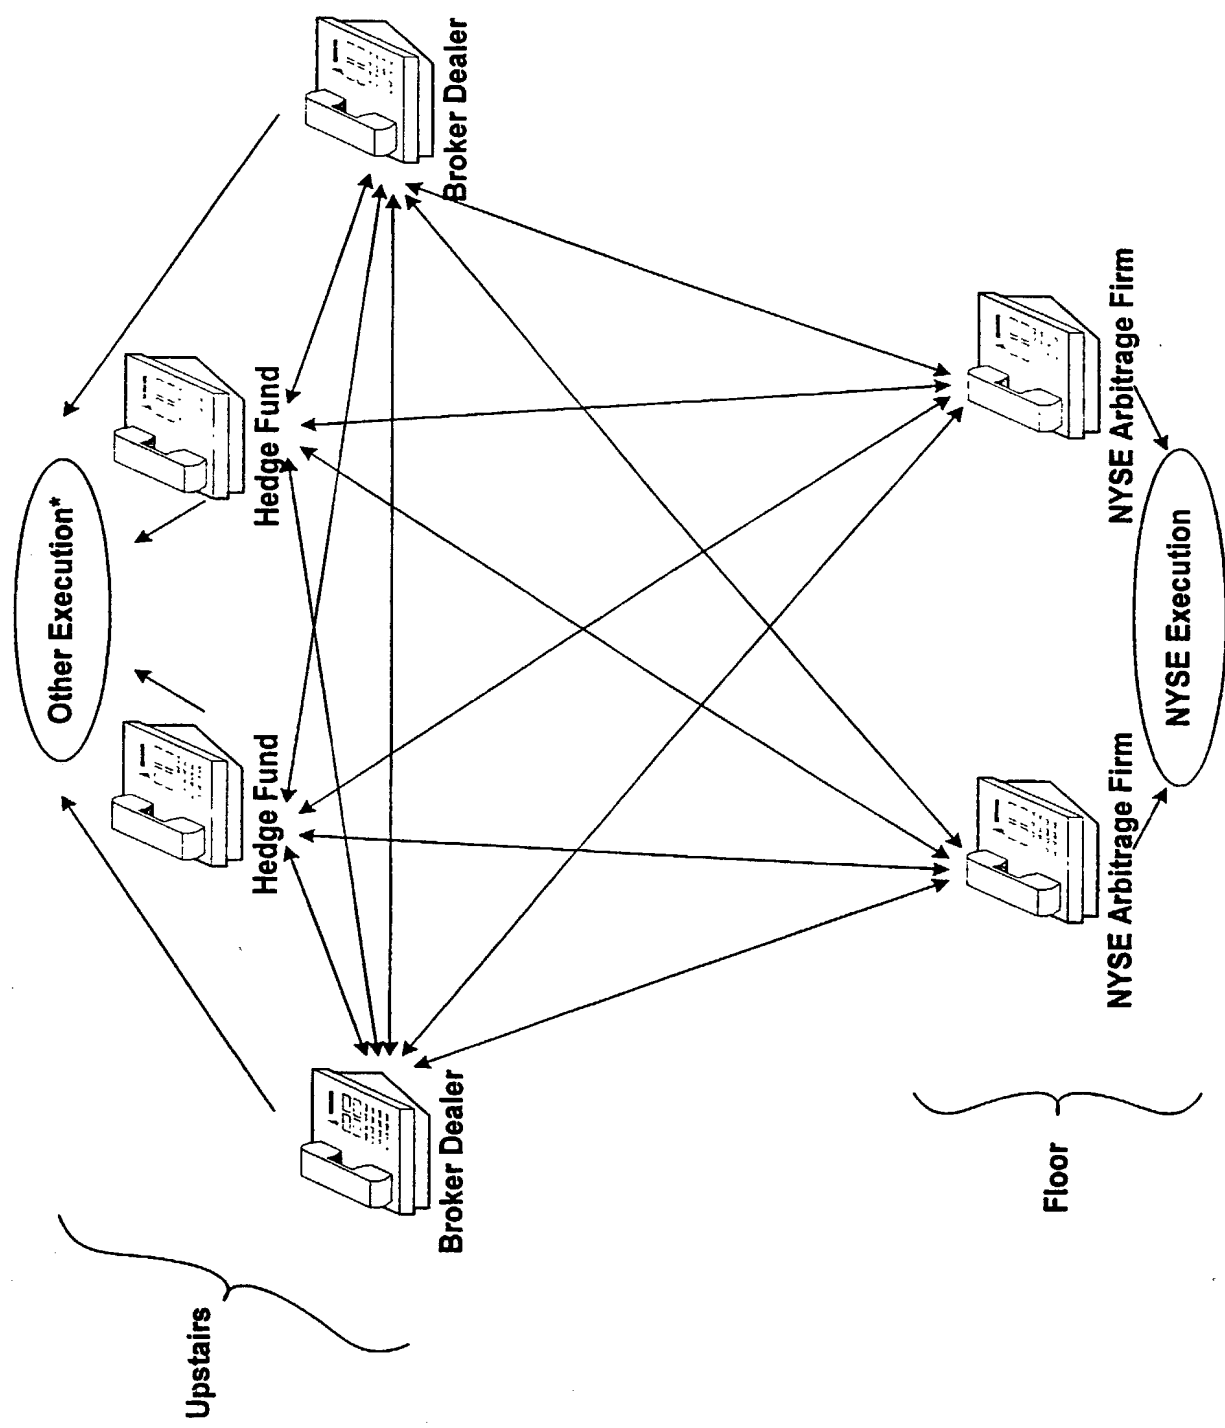 Other Execution*
Hedge Fund
Hedge Fund
Broker Dealer
Broker Dealer
Upstairs
NYSE Arbitrage Firm
NYSE Arbitrage Firm
Floor
NYSE Execution